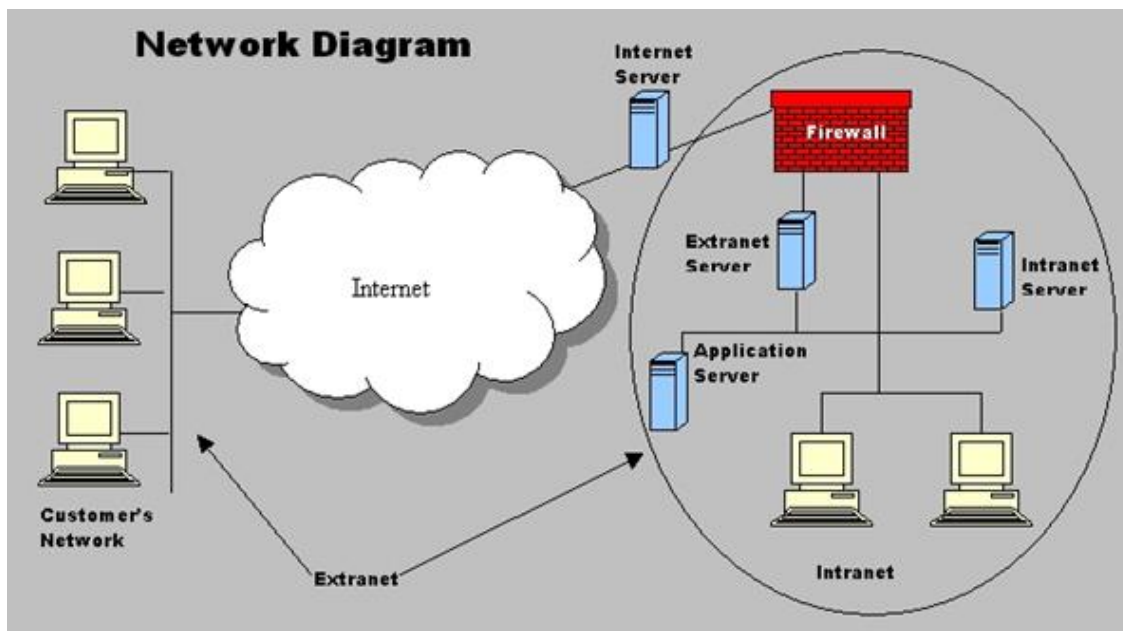 Network Diagram
Internet
Server
Firewall
Extranet
Server
Intranet
Server
Internet
Application
Server
Customer's
Network
Extranet
Intranet